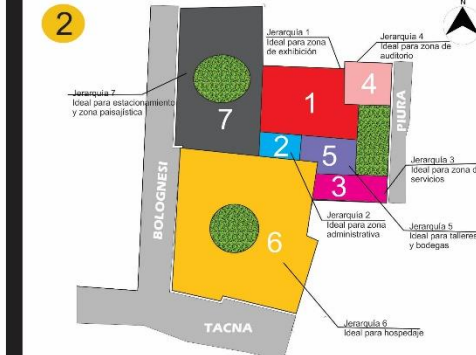 2
N
Jerarquía 1
Ideal para zona
de exhibición
Jerarquía 4
Ideal para zona de
auditorio
Jerarquía 7
Ideal para estacionamiento
y zona paisajística
7
1
4
PIURA
2
5
3
Jerarquía 3
Ideal para zona de
servicios
BOLOGNESI
6
Jerarquía 2
Ideal para zona
administrativa
Jerarquía 5
Ideal para talleres
y bodegas
TACNA
Jerarquía 6
Ideal para hospedaje